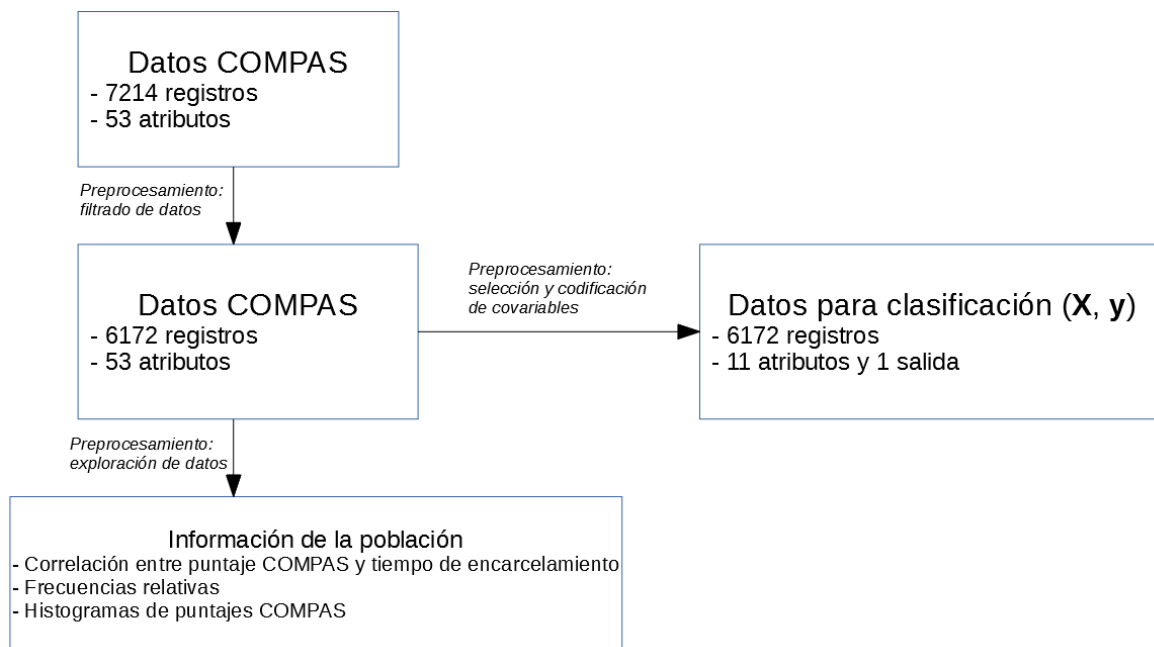 Datos COMPAS
- 7214 registros
- 53 atributos
Preprocesamiento:
filtrado de datos
Datos COMPAS
- 6172 registros
- 53 atributos
Preprocesamiento:
selección y codificación
de covariables
Datos para clasificación (X, y)
- 6172 registros
- 11 atributos y 1 salida
Preprocesamiento:
exploración de datos
Información de la población
- Correlación entre puntaje COMPAS y tiempo de encarcelamiento
- Frecuencias relativas
- Histogramas de puntajes COMPAS